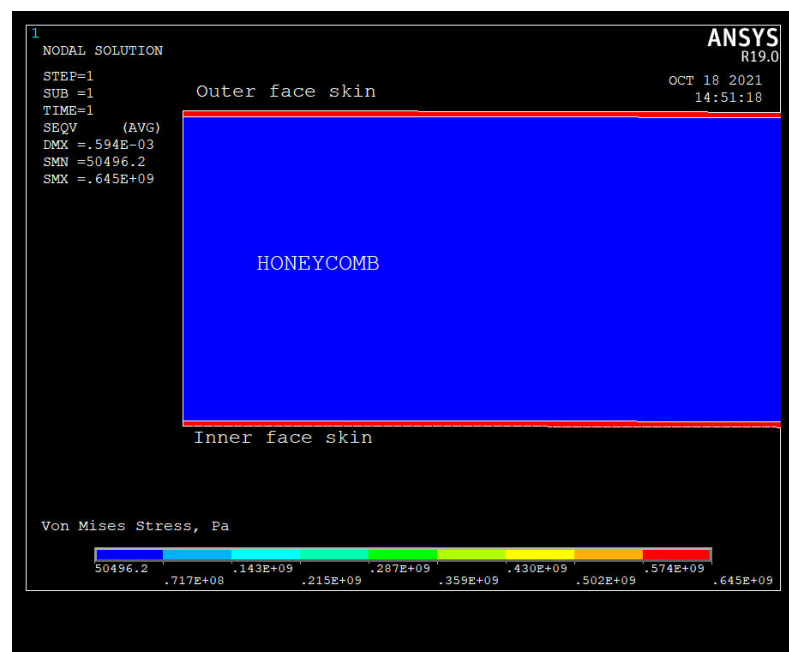 1
NODAL SOLUTION
STEP=1
SUB =1
TIME=1
SEQV (AVG)
DMX =.594E-03
SMN =50496.2
SMX =.645E+09
ANSYS
R19.0
OCT 18 2021
14:51:18
Outer face skin
HONEYCOMB
Inner face skin
Von Mises Stress, Pa
50496.2 .143E+09 .287E+09 .430E+09 .574E+09
.717E+08 .215E+09 .359E+09 .502E+09 .645E+09